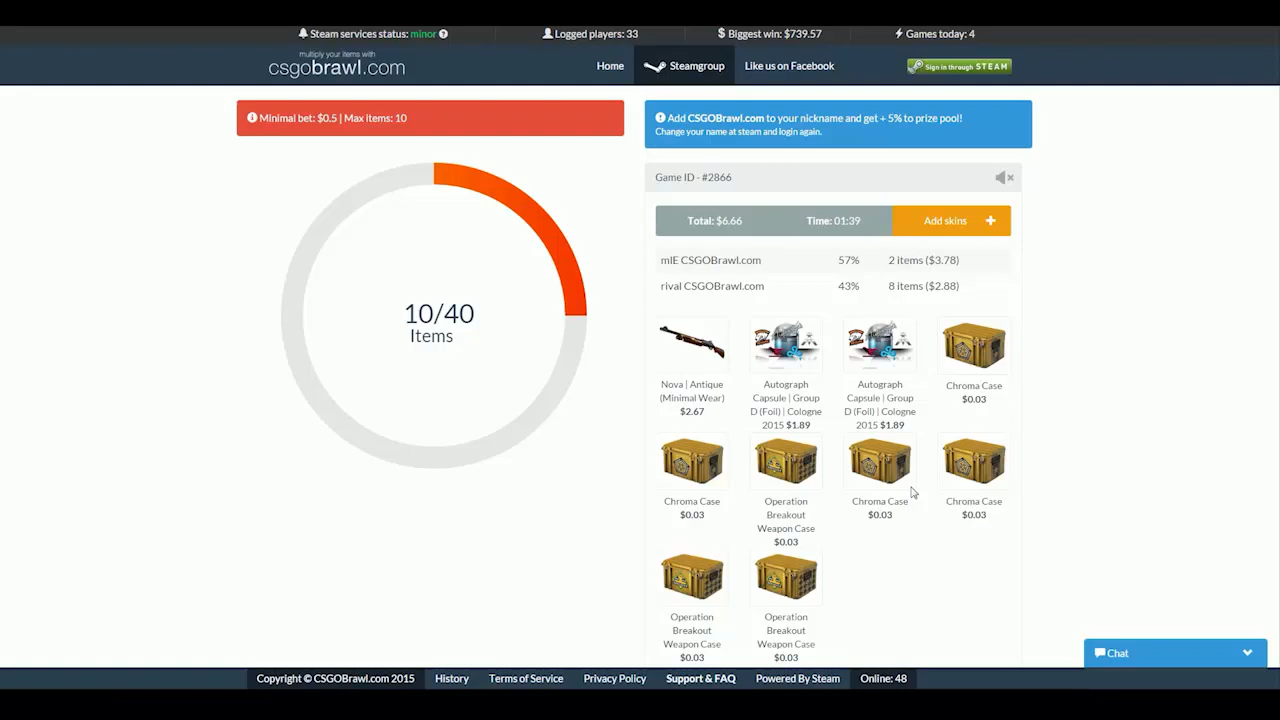 Steam services status: minor
Logged players: 33
Biggest win: $739.57
Games today: 4
multiply your items with
csgobrawl.com
Home
Steamgroup
Like us on Facebook
Sign in through STEAM
Minimal bet: $0.5 | Max items: 10
Add CSGOBrawl.com to your nickname and get + 5% to prize pool!
Change your name at steam and login again.
Game ID - #2866
Total: $6.66
Time: 01:39
Add skins +
mIE CSGOBrawl.com 57% 2 items ($3.78)
rival CSGOBrawl.com 43% 8 items ($2.88)
10/40
Items
Nova | Antique
(Minimal Wear)
$2.67
Autograph
Capsule | Group
D (Foil) | Cologne
2015 $1.89
Autograph
Capsule | Group
D (Foil) | Cologne
2015 $1.89
Chroma Case
$0.03
Chroma Case
$0.03
Operation
Breakout
Weapon Case
$0.03
Chroma Case
$0.03
Chroma Case
$0.03
Operation
Breakout
Weapon Case
$0.03
Operation
Breakout
Weapon Case
$0.03
Chat
Copyright © CSGOBrawl.com 2015
History
Terms of Service
Privacy Policy
Support & FAQ
Powered By Steam
Online: 48